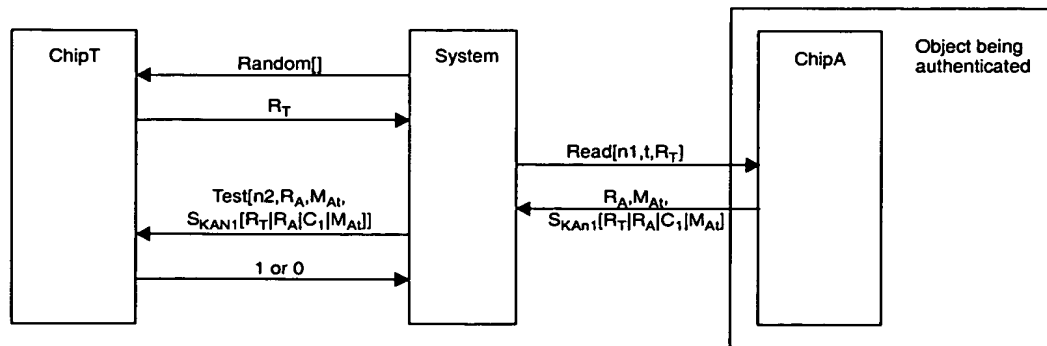 ChipT
System
ChipA
Object being
authenticated
Random[]
R_T
Read[n1,t,R_T]
Test[n2,R_A,M_At,
S_KAN1[R_T|R_A|C_1|M_At]]
R_A,M_At,
S_KAn1[R_T|R_A|C_1|M_At]
1 or 0